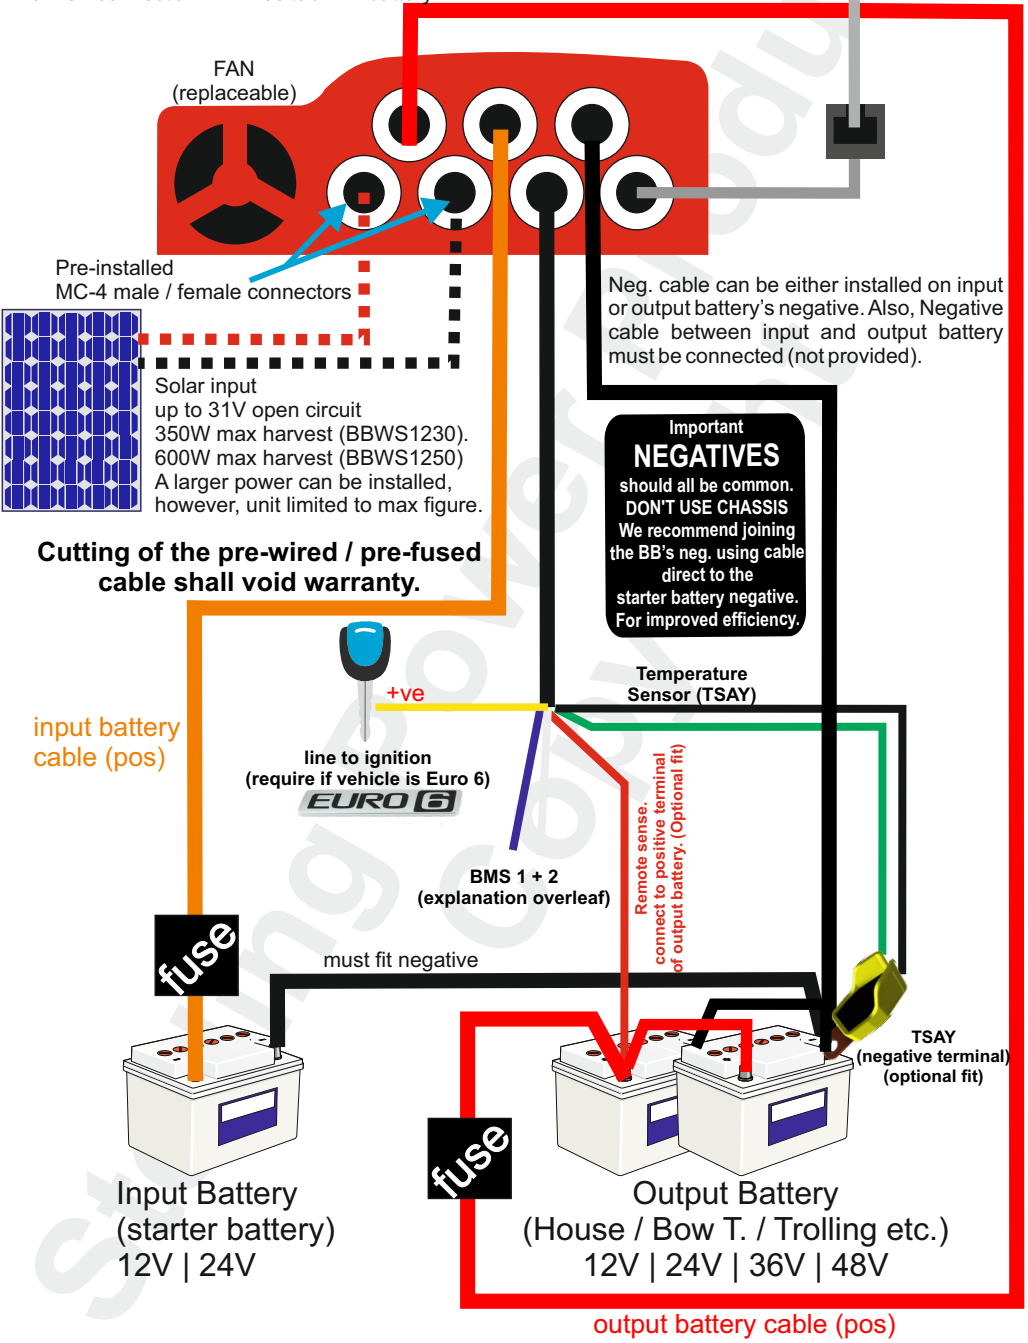 FAN
(replaceable)
Pre-installed
MC-4 male / female connectors
Neg. cable can be either installed on input
or output battery's negative. Also, Negative
cable between input and output battery
must be connected (not provided).
Solar input
up to 31V open circuit
350W max harvest (BBWS1230).
600W max harvest (BBWS1250)
A larger power can be installed,
however, unit limited to max figure.
Important
NEGATIVES
should all be common.
DON'T USE CHASSIS
We recommend joining
the BB's neg. using cable
direct to the
starter battery negative.
For improved efficiency.
Cutting of the pre-wired / pre-fused
cable shall void warranty.
+ve
Temperature
Sensor (TSAY)
input battery
cable (pos)
line to ignition
(require if vehicle is Euro 6)
EURO 6
Remote sense.
connect to positive terminal
of output battery. (Optional fit)
BMS 1 + 2
(explanation overleaf)
fuse
must fit negative
TSAY
(negative terminal)
(optional fit)
fuse
Input Battery
(starter battery)
12V | 24V
Output Battery
(House / Bow T. / Trolling etc.)
12V | 24V | 36V | 48V
output battery cable (pos)